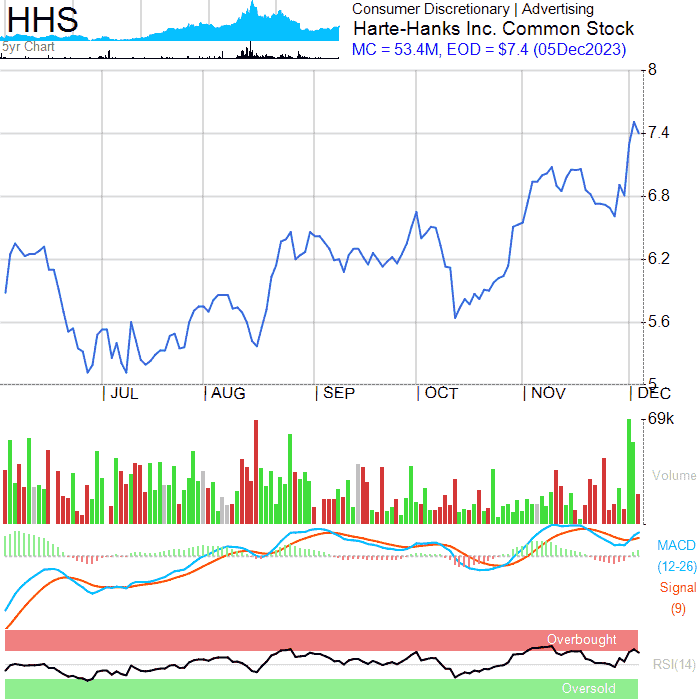 HHS
5yr Chart
Consumer Discretionary | Advertising
Harte-Hanks Inc. Common Stock
MC = 53.4M, EOD = $7.4 (05Dec2023)
8
7.4
6.8
6.2
5.6
5
| JUL | AUG | SEP | OCT | NOV | DEC
69k
Volume
MACD
(12-26)
Signal
(9)
Overbought
RSI(14)
Oversold